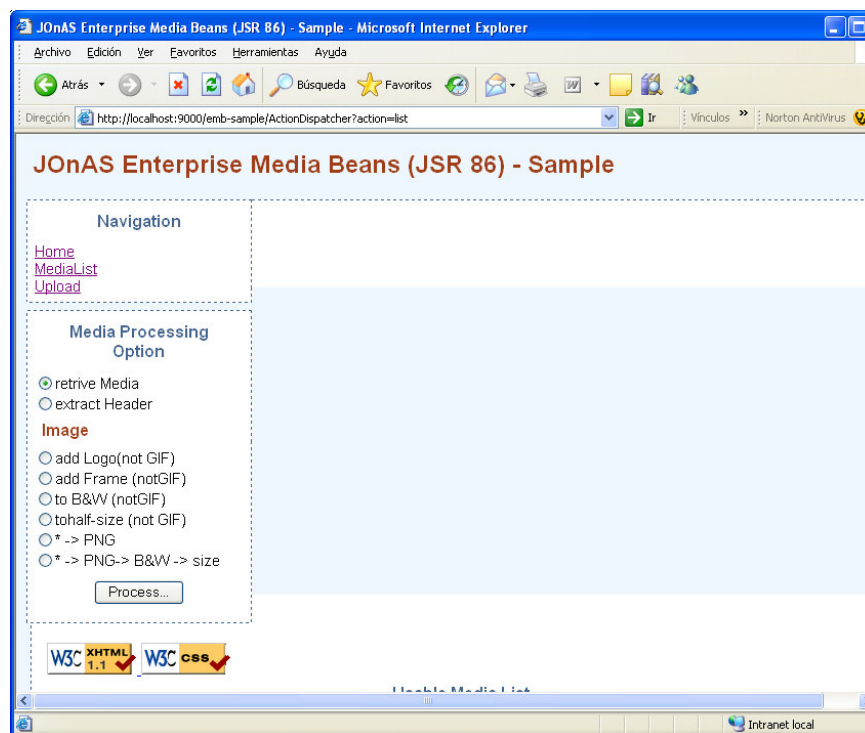 JOnAS Enterprise Media Beans (JSR 86) - Sample - Microsoft Internet Explorer
Archivo Edición Ver Favoritos Herramientas Ayuda
Atrás Búsqueda Favoritos
Dirección http://localhost:9000/emb-sample/ActionDispatcher?action=list Ir Vínculos » Norton AntiVirus
JOnAS Enterprise Media Beans (JSR 86) - Sample
Navigation
Home
MediaList
Upload
Media Processing
Option
retrive Media
extract Header
Image
add Logo(not GIF)
add Frame (notGIF)
to B&W (notGIF)
tohalf-size (not GIF)
* -> PNG
* -> PNG-> B&W -> size
Process...
W3C XHTML 1.1 W3C css
Media List
Intranet local